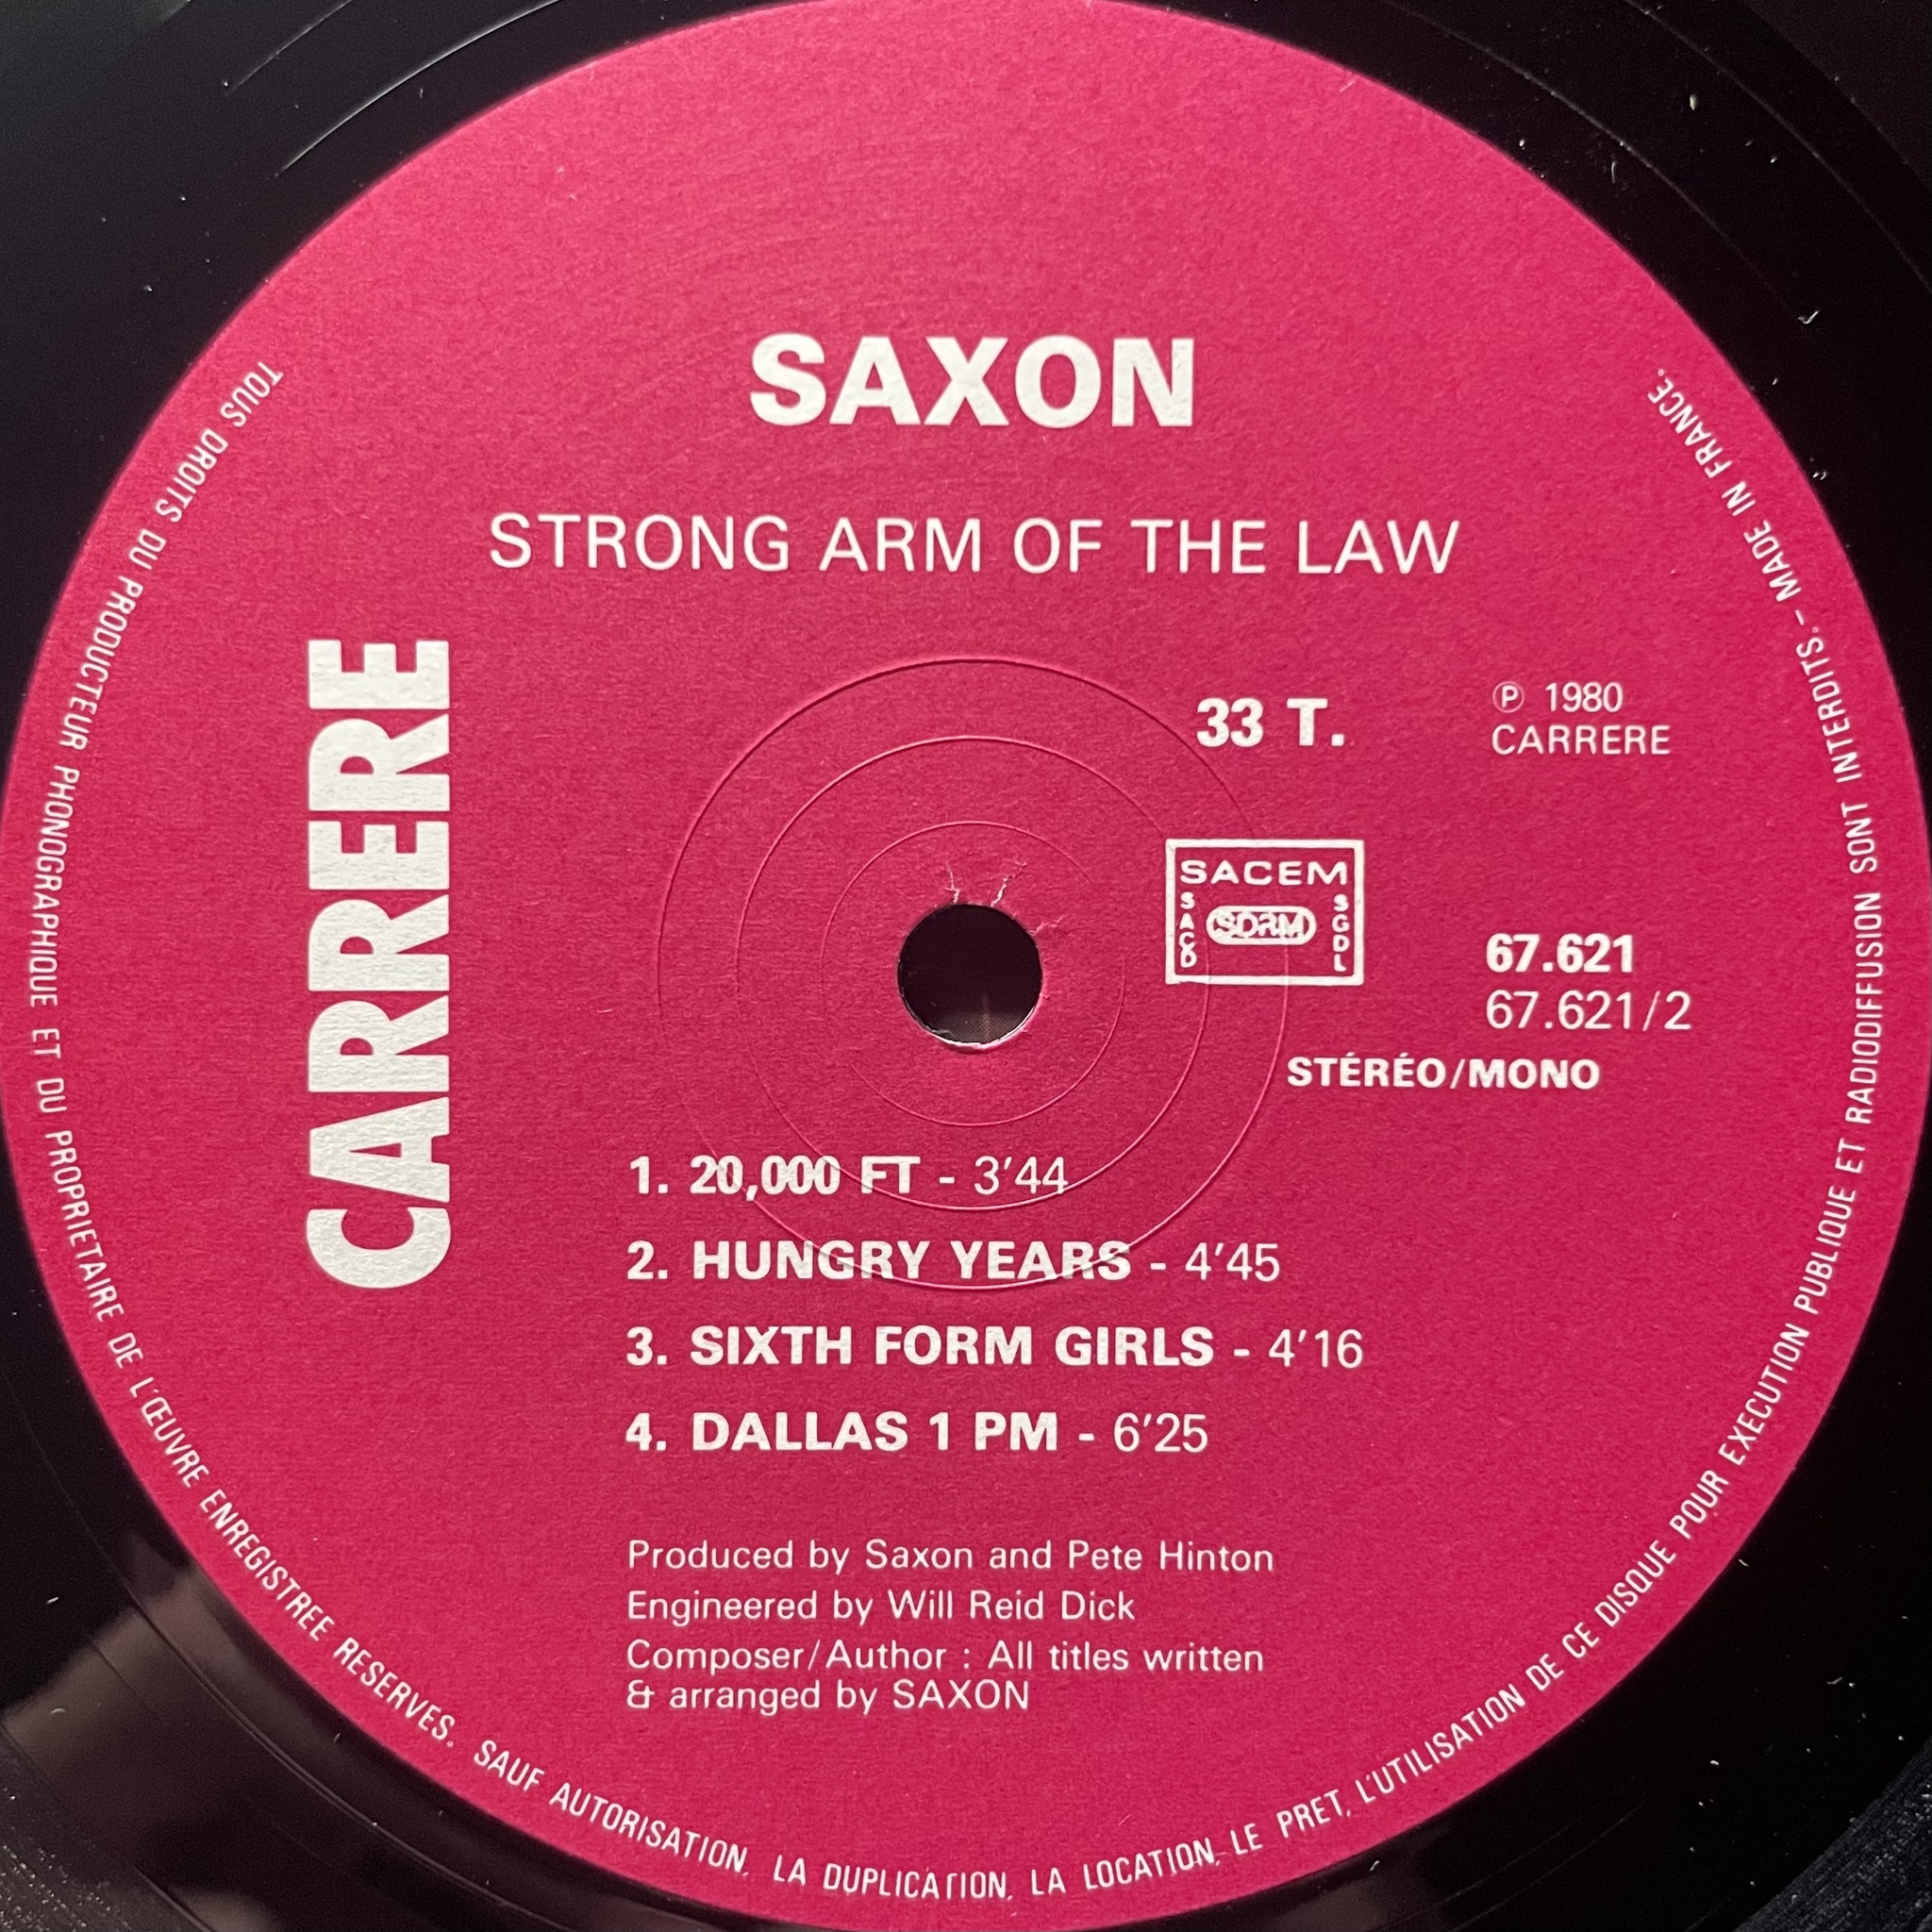 SAXON
STRONG ARM OF THE LAW
CARRERE
33 T.
℗ 1980
CARRERE
SACEM
SACD
SDRM
SGDL
67.621
67.621/2
STÉRÉO/MONO
1. 20,000 FT - 3'44
2. HUNGRY YEARS - 4'45
3. SIXTH FORM GIRLS - 4'16
4. DALLAS 1 PM - 6'25
Produced by Saxon and Pete Hinton
Engineered by Will Reid Dick
Composer/Author : All titles written
& arranged by SAXON
TOUS DROITS DU PRODUCTEUR PHONOGRAPHIQUE ET DU PROPRIETAIRE DE L'ŒUVRE ENREGISTREE RESERVES. SAUF AUTORISATION, LA DUPLICATION, LA LOCATION, LE PRET, L'UTILISATION DE CE DISQUE POUR EXECUTION PUBLIQUE ET RADIODIFFUSION SONT INTERDITS. - MADE IN FRANCE.